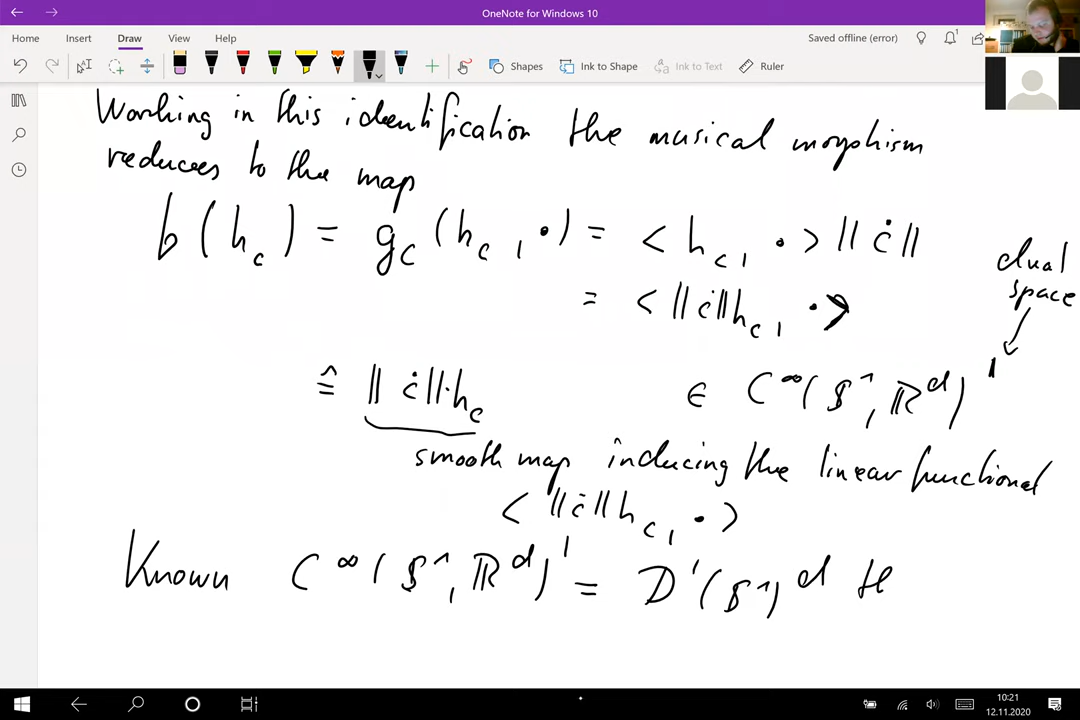 OneNote for Windows 10
Home Insert Draw View Help
Saved offline (error)
Shapes Ink to Shape Ink to Text Ruler
Working in this identification the musical morphism
reduces to the map
♭(h_c) = g_c(h_c, •) = <h_c, •> ||ċ||
= <||ċ||h_c, •>
dual
space
≙ ||ċ||·h_c ∈ C^∞(S^1, ℝ^d)'
smooth map inducing the linear functional
<||ċ||h_c, •>
Known C^∞(S^1, ℝ^d)' = D'(S^1)^d
10:21
12.11.2020